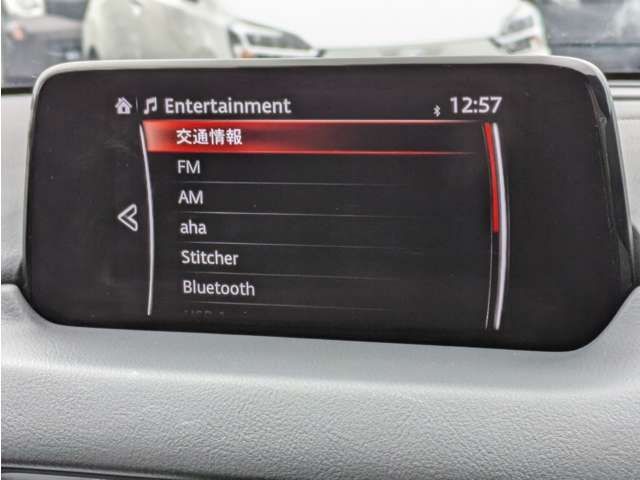 Entertainment 12:57
交通情報
FM
AM
aha
Stitcher
Bluetooth